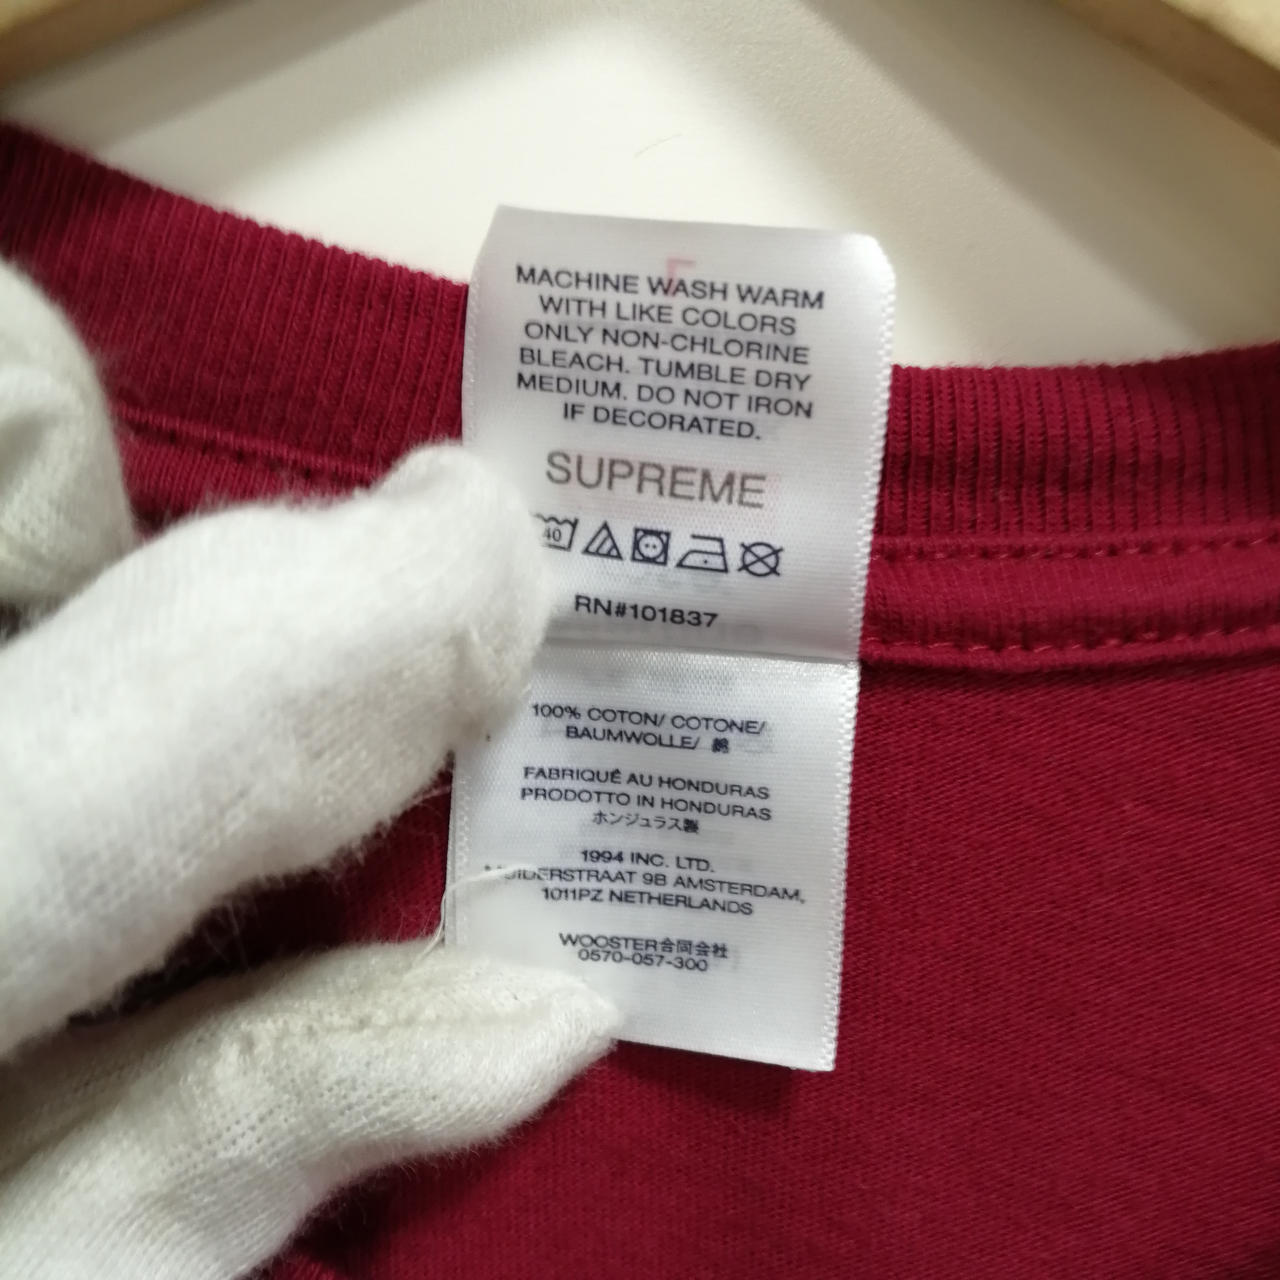 MACHINE WASH WARM
WITH LIKE COLORS
ONLY NON-CHLORINE
BLEACH. TUMBLE DRY
MEDIUM. DO NOT IRON
IF DECORATED.
SUPREME
40
RN#101837
100% COTON/ COTONE/
BAUMWOLLE/ 綿
FABRIQUÉ AU HONDURAS
PRODOTTO IN HONDURAS
ホンジュラス製
1994 INC. LTD.
MUIDERSTRAAT 9B AMSTERDAM,
1011PZ NETHERLANDS
WOOSTER合同会社
0570-057-300